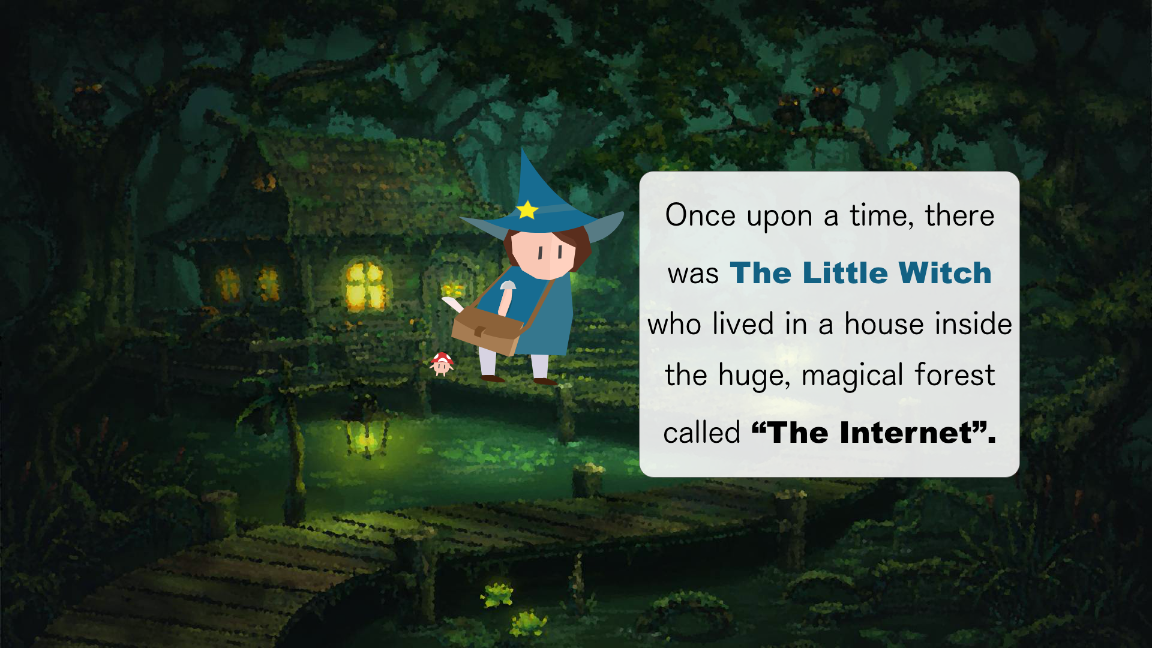 Once upon a time, there
was The Little Witch
who lived in a house inside
the huge, magical forest
called “The Internet”.